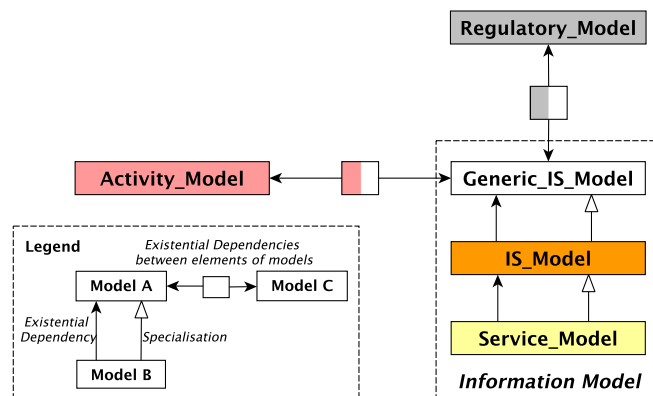 Regulatory_Model
Activity_Model
Generic_IS_Model
Legend
Existential Dependencies
between elements of models
Model A
Model C
IS_Model
Existential
Dependency
Specialisation
Service_Model
Model B
Information Model